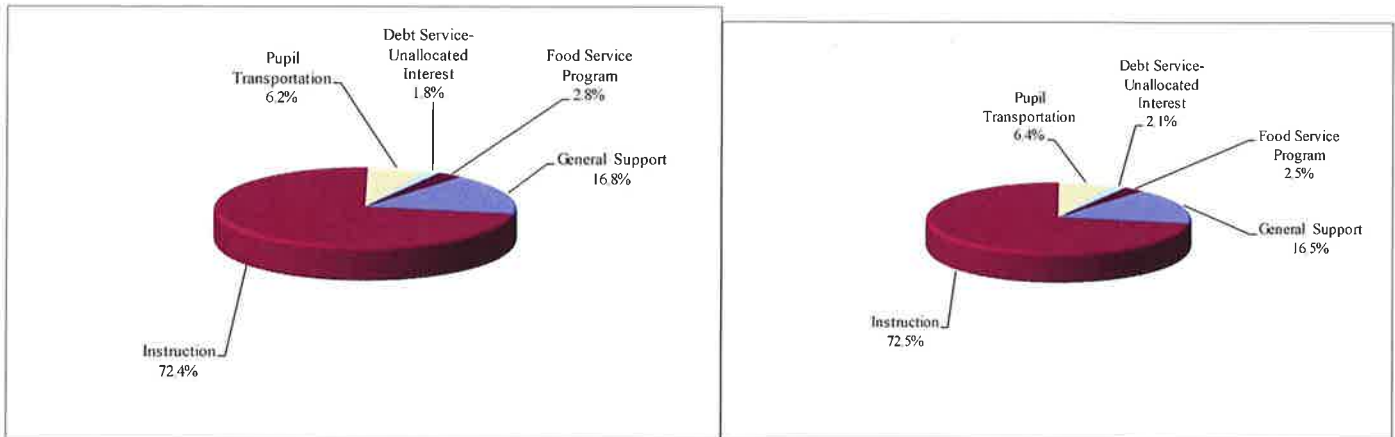 Pupil
Transportation
6.2%
Debt Service-
Unallocated
Interest
1.8%
Food Service
Program
2.8%
General Support
16.8%
Instruction
72.4%
Pupil
Transportation
6.4%
Debt Service-
Unallocated
Interest
2.1%
Food Service
Program
2.5%
General Support
16.5%
Instruction
72.5%